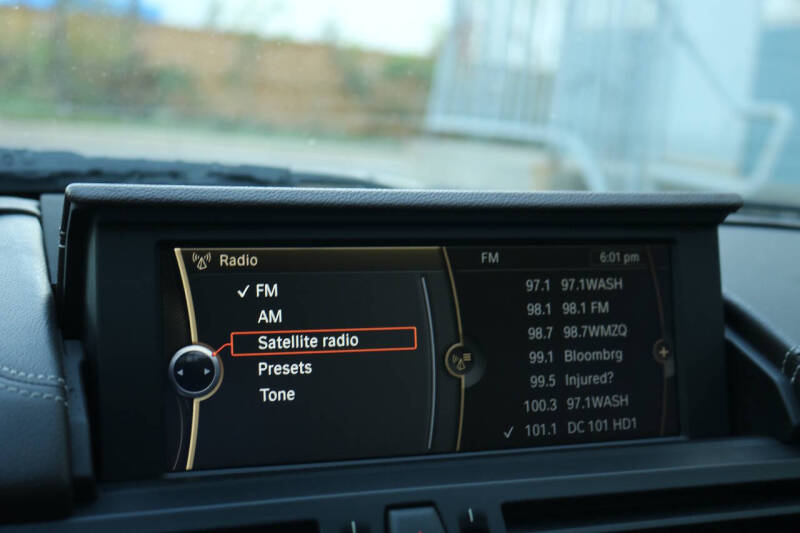 Radio
FM
AM
Satellite radio
Presets
Tone
FM 6:01 pm
97.1 97.1WASH
98.1 98.1 FM
98.7 98.7WMZQ
99.1 Bloombrg
99.5 Injured?
100.3 97.1WASH
101.1 DC 101 HD1